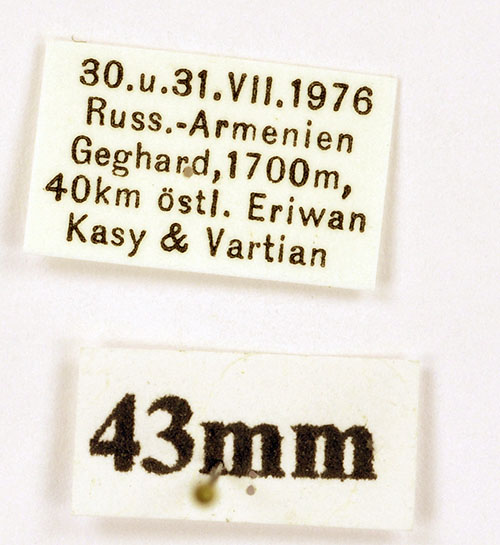 30.u.31.VII.1976
Russ.-Armenien
Geghard,1700m,
40km östl. Eriwan
Kasy & Vartian
43mm